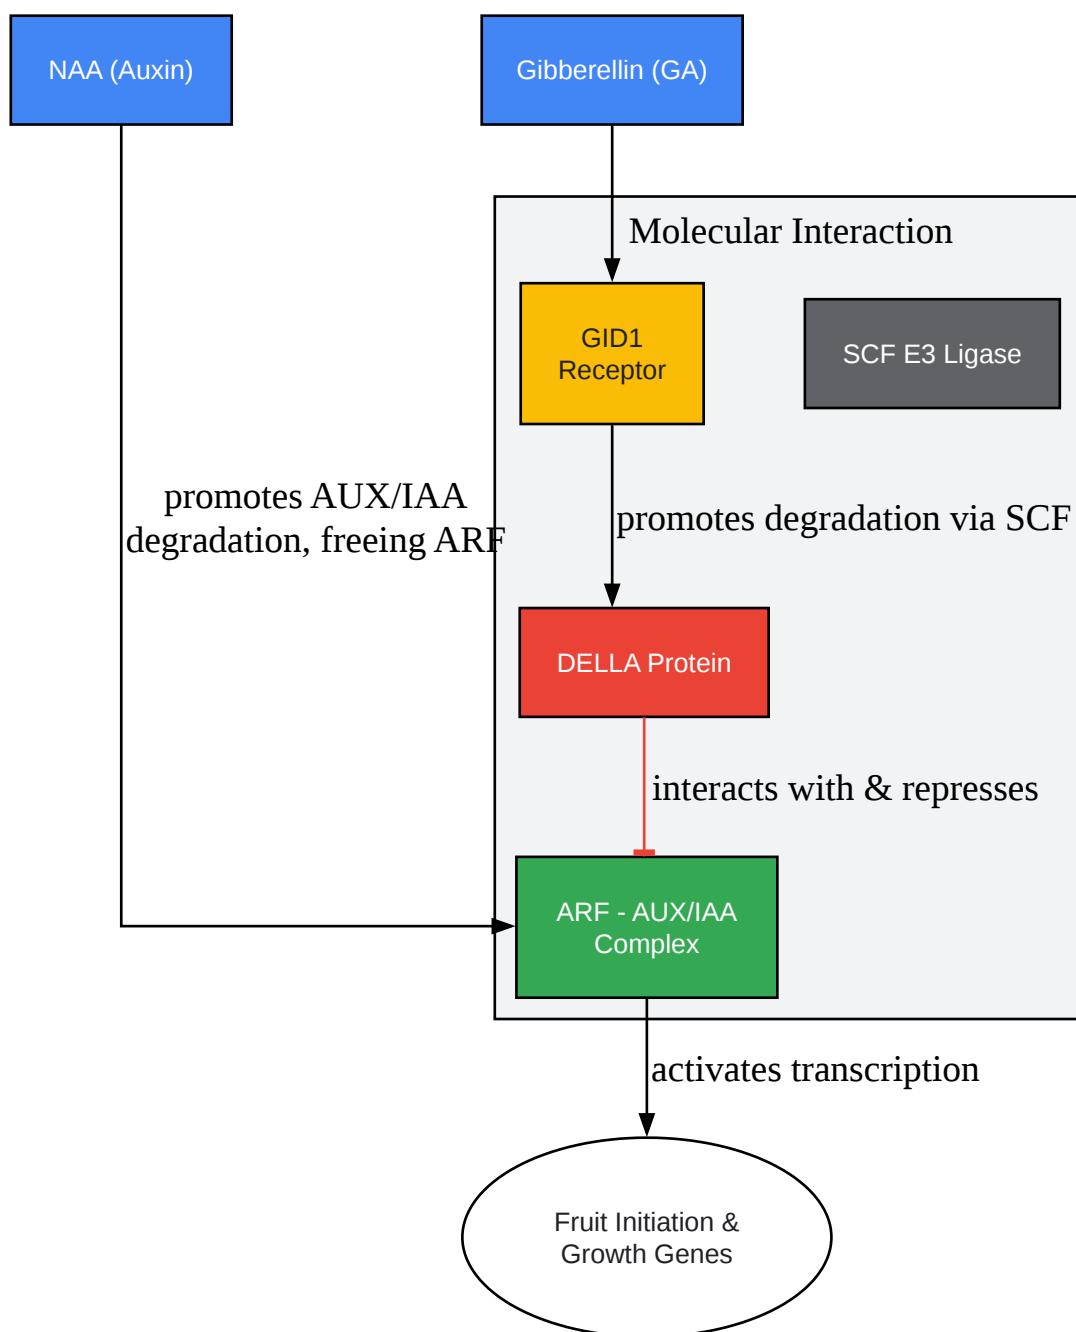 NAA (Auxin)
Gibberellin (GA)
Molecular Interaction
GID1
Receptor
SCF E3 Ligase
promotes AUX/IAA
degradation, freeing ARF
promotes degradation via SCF
DELLA Protein
interacts with & represses
ARF - AUX/IAA
Complex
activates transcription
Fruit Initiation &
Growth Genes